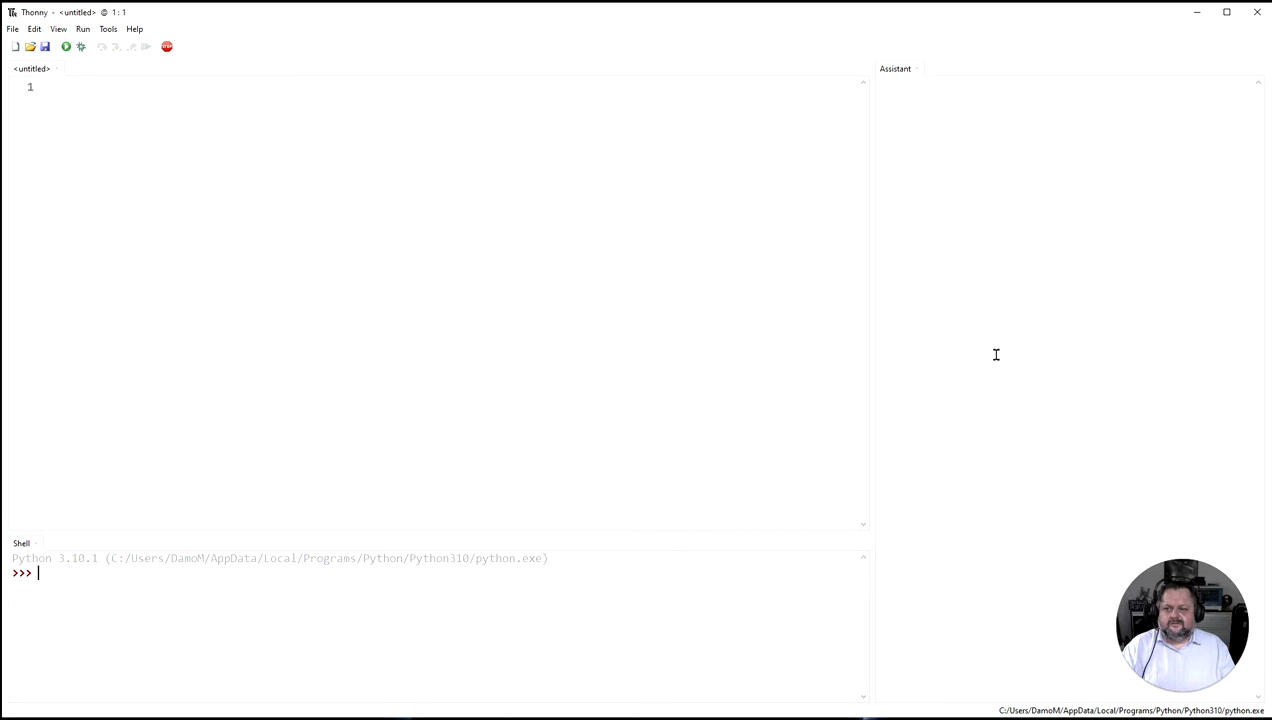 Thonny - <untitled> @ 1 : 1
File Edit View Run Tools Help
STOP
<untitled>
Assistant
1
Shell
Python 3.10.1 (C:/Users/DamoM/AppData/Local/Programs/Python/Python310/python.exe)
>>>
C:/Users/DamoM/AppData/Local/Programs/Python/Python310/python.exe